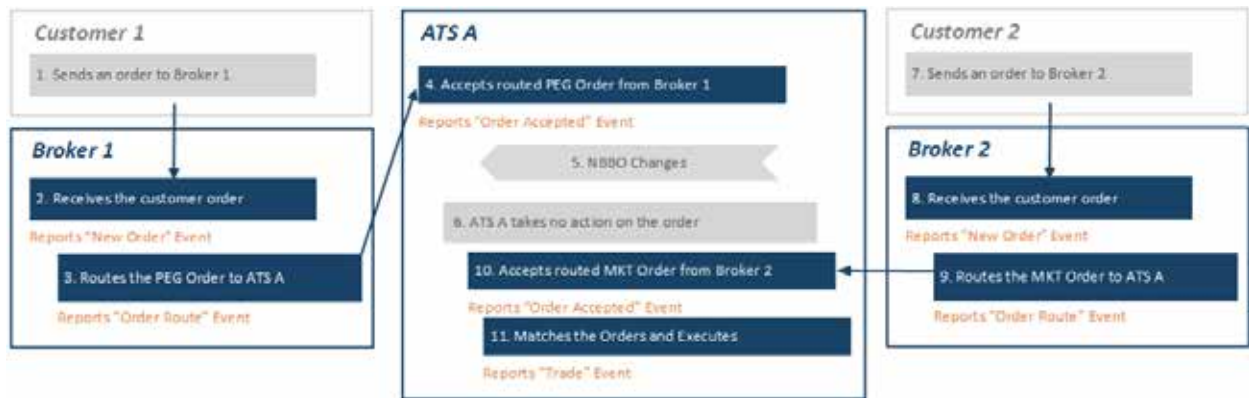 Customer 1
1. Sends an order to Broker 1
Broker 1
2. Receives the customer order
Reports "New Order" Event
3. Routes the PEG Order to ATS A
Reports "Order Route" Event
ATS A
4. Accepts routed PEG Order from Broker 1
Reports "Order Accepted" Event
5. NBBO Changes
6. ATS A takes no action on the order
10. Accepts routed MKT Order from Broker 2
Reports "Order Accepted" Event
11. Matches the Orders and Executes
Reports "Trade" Event
Customer 2
7. Sends an order to Broker 2
Broker 2
8. Receives the customer order
Reports "New Order" Event
9. Routes the MKT Order to ATS A
Reports "Order Route" Event